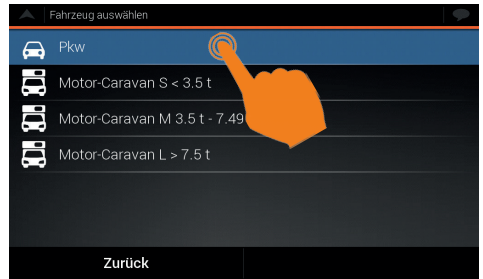 Fahrzeug auswählen
Pkw
Motor-Caravan S < 3.5 t
Motor-Caravan M 3.5 t - 7.49
Motor-Caravan L > 7.5 t
Zurück